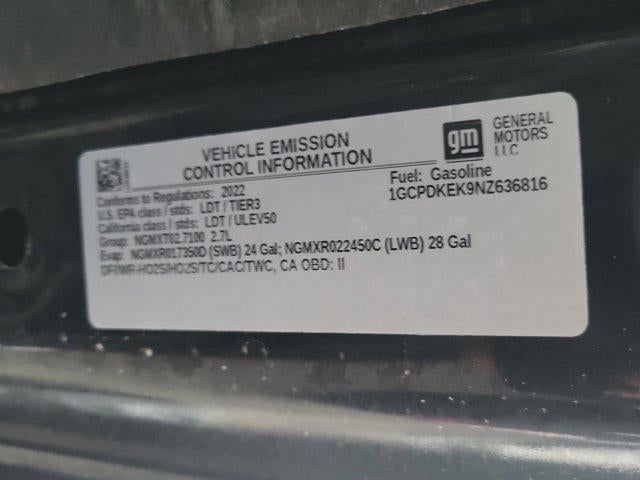 VEHICLE EMISSION
CONTROL INFORMATION
gm GENERAL
MOTORS
LLC
Conforms to Regulations: 2022
U.S. EPA class / stds: LDT / TIER3
California class / stds: LDT / ULEV50
Group: NGMXT02.7100 2.7L
Evap: NGMXR017350D (SWB) 24 Gal; NGMXR022450C (LWB) 28 Gal
DFI/WR-HO2S/HO2S/TC/CAC/TWC, CA OBD: II
Fuel: Gasoline
1GCPDKEK9NZ636816